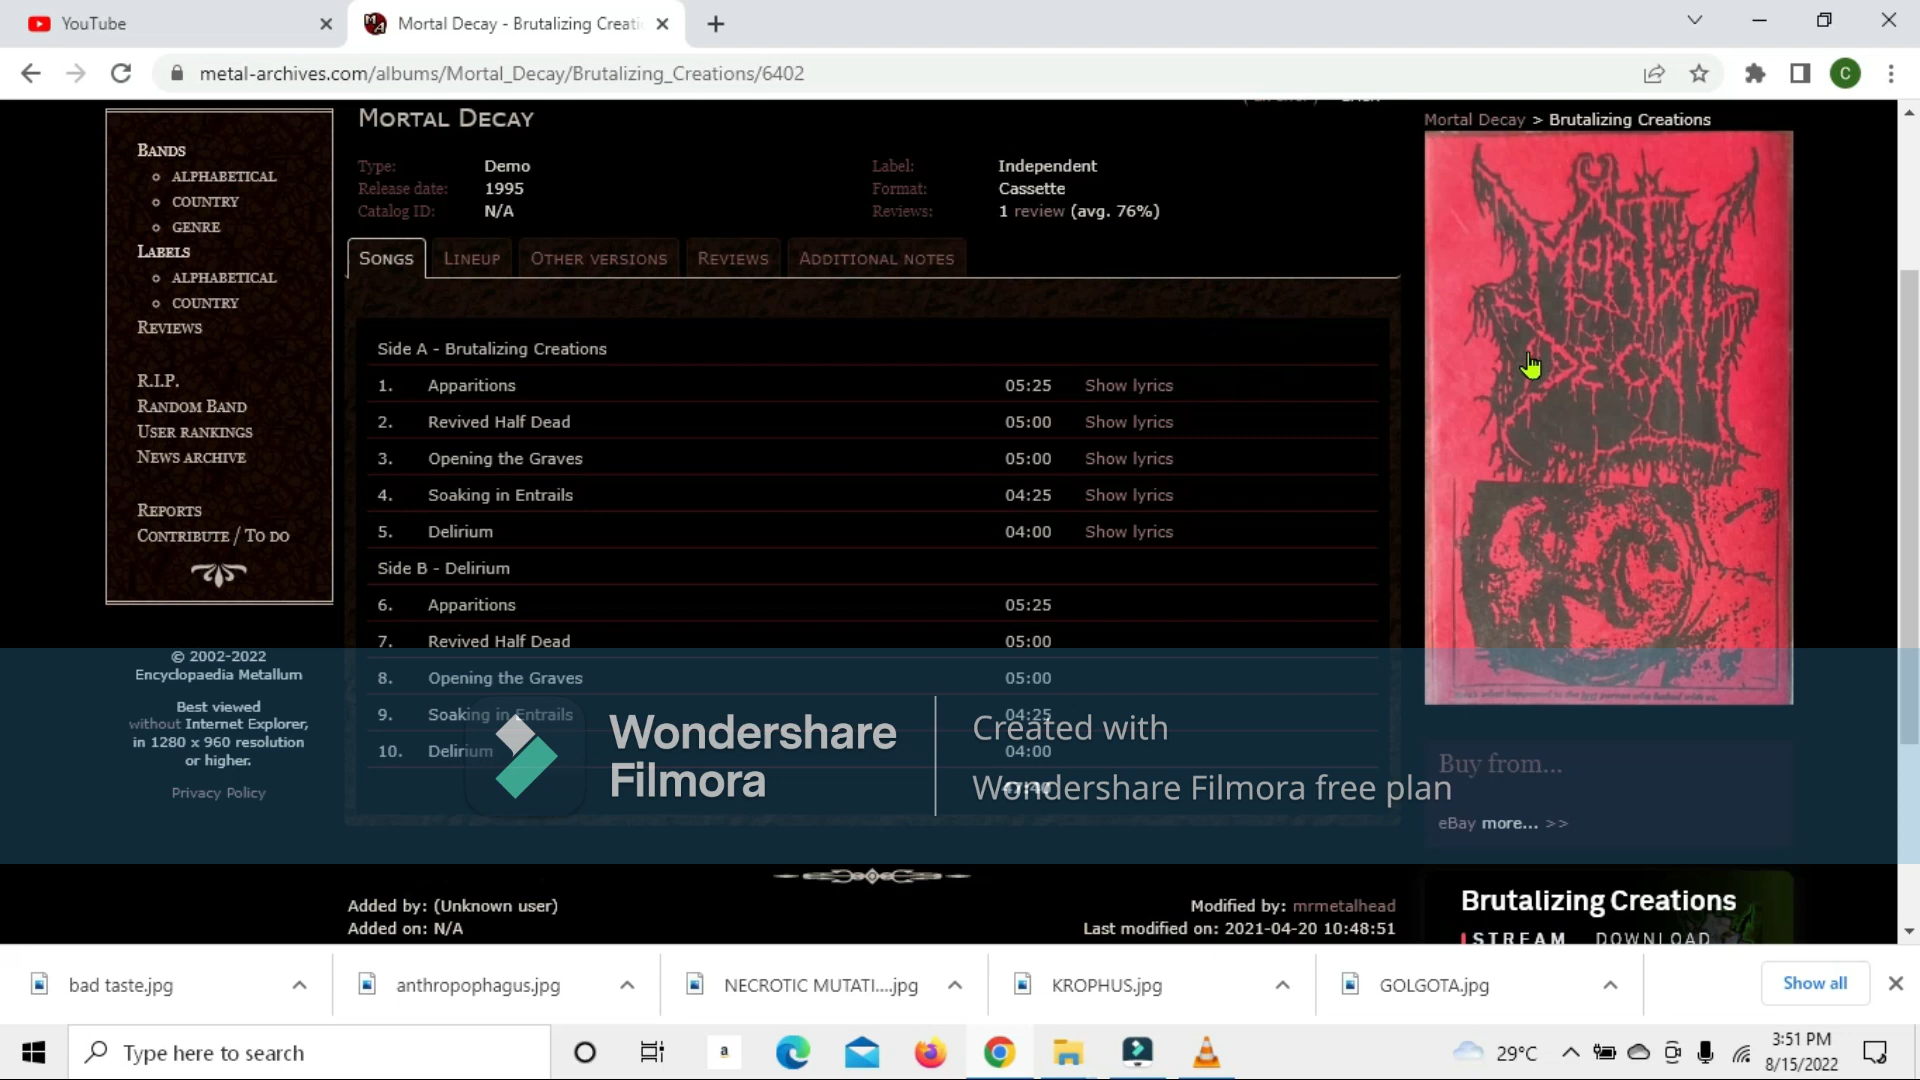 YouTube
Mortal Decay - Brutalizing Creati
metal-archives.com/albums/Mortal_Decay/Brutalizing_Creations/6402
C
BANDS
ALPHABETICAL
COUNTRY
GENRE
LABELS
ALPHABETICAL
COUNTRY
REVIEWS
R.I.P.
RANDOM BAND
USER RANKINGS
NEWS ARCHIVE
REPORTS
CONTRIBUTE / TO DO
© 2002-2022
Encyclopaedia Metallum
Best viewed
without Internet Explorer,
in 1280 x 960 resolution
or higher.
Privacy Policy
MORTAL DECAY
Type: Demo
Release date: 1995
Catalog ID: N/A
Label: Independent
Format: Cassette
Reviews: 1 review (avg. 76%)
SONGS LINEUP OTHER VERSIONS REVIEWS ADDITIONAL NOTES
Side A - Brutalizing Creations
1. Apparitions 05:25 Show lyrics
2. Revived Half Dead 05:00 Show lyrics
3. Opening the Graves 05:00 Show lyrics
4. Soaking in Entrails 04:25 Show lyrics
5. Delirium 04:00 Show lyrics
Side B - Delirium
6. Apparitions 05:25
7. Revived Half Dead 05:00
8. Opening the Graves 05:00
9. Soaking in Entrails 04:25
10. Delirium 04:00
47:40
Wondershare
Filmora
Created with
Wondershare Filmora free plan
Added by: (Unknown user)
Added on: N/A
Modified by: mrmetalhead
Last modified on: 2021-04-20 10:48:51
Mortal Decay > Brutalizing Creations
MORTAL
DECAY
Buy from...
eBay more... >>
Brutalizing Creations
STREAM DOWNLOAD
bad taste.jpg
anthropophagus.jpg
NECROTIC MUTATI....jpg
KROPHUS.jpg
GOLGOTA.jpg
Show all
Type here to search
a
29°C
3:51 PM
8/15/2022